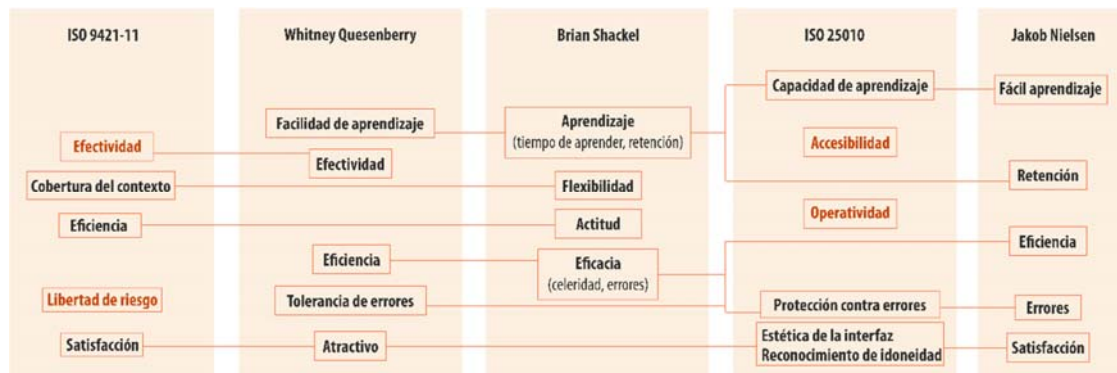 ISO 9421-11
Whitney Quesenberry
Brian Shackel
ISO 25010
Jakob Nielsen
Efectividad
Cobertura del contexto
Eficiencia
Libertad de riesgo
Satisfacción
Facilidad de aprendizaje
Efectividad
Eficiencia
Tolerancia de errores
Atractivo
Aprendizaje
(tiempo de aprender, retención)
Flexibilidad
Actitud
Eficacia
(celeridad, errores)
Capacidad de aprendizaje
Accesibilidad
Operatividad
Protección contra errores
Estética de la interfaz
Reconocimiento de idoneidad
Fácil aprendizaje
Retención
Eficiencia
Errores
Satisfacción